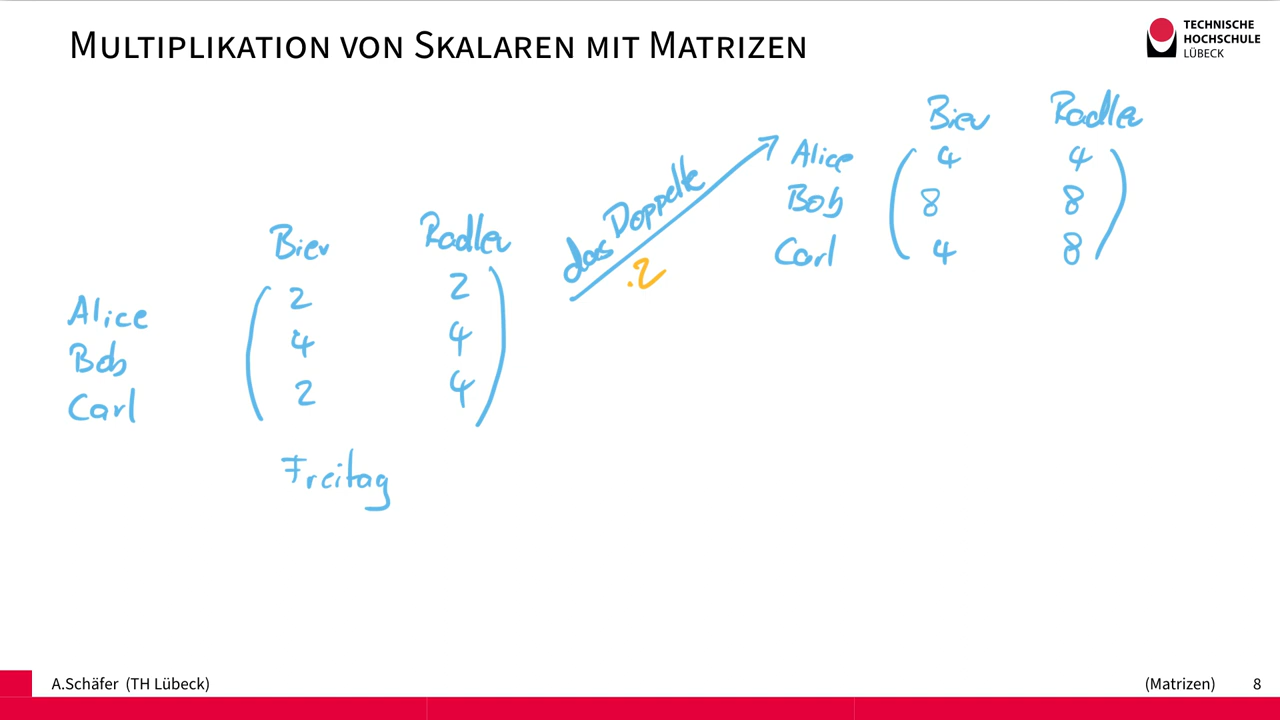 MULTIPLIKATION VON SKALAREN MIT MATRIZEN
TECHNISCHE
HOCHSCHULE
LÜBECK
Bier Radler
Alice 2 2
Bob 4 4
Carl 2 4
Freitag
das Doppelte
·2
Bier Radler
Alice 4 4
Bob 8 8
Carl 4 8
A.Schäfer (TH Lübeck) (Matrizen) 8